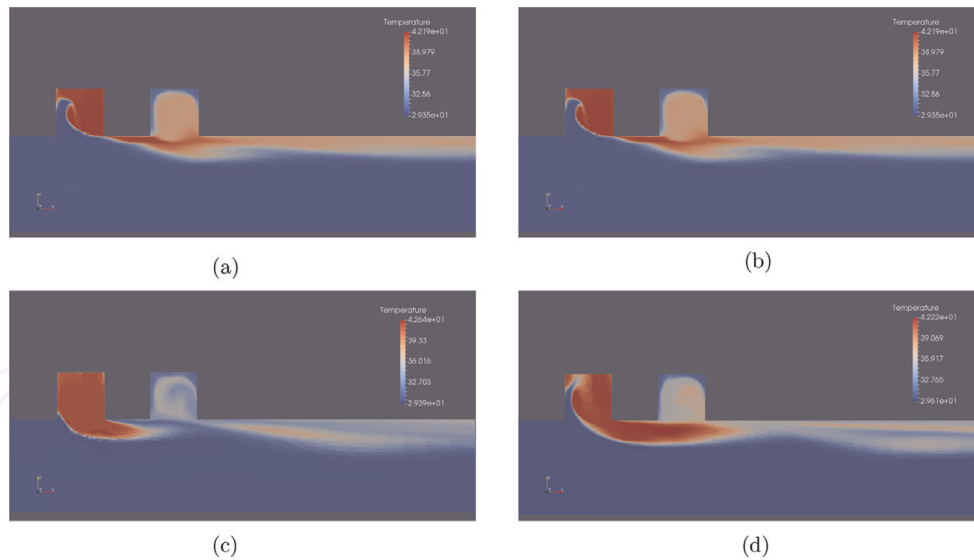 Temperature
4.219e+01
38.979
35.77
32.56
2.935e+01
(a)
Temperature
4.219e+01
38.979
35.77
32.56
2.935e+01
(b)
Temperature
4.264e+01
39.33
36.016
32.703
2.939e+01
(c)
Temperature
4.222e+01
39.069
35.917
32.765
2.961e+01
(d)